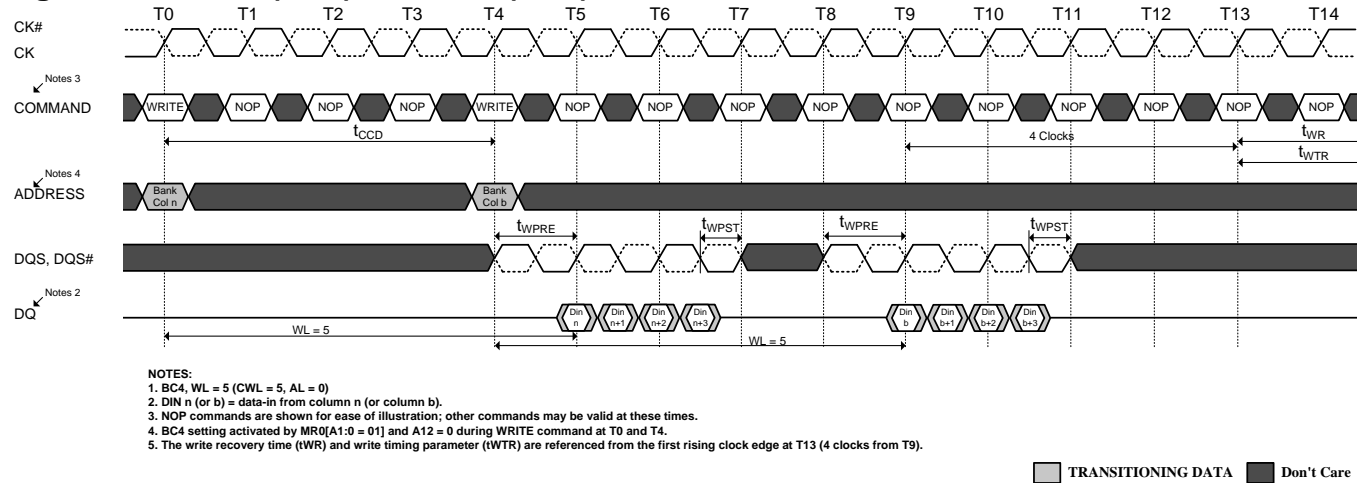 T0 T1 T2 T3 T4 T5 T6 T7 T8 T9 T10 T11 T12 T13 T14
CK#
CK
Notes 3
COMMAND
WRITE NOP NOP NOP WRITE NOP NOP NOP NOP NOP NOP NOP NOP NOP NOP
tCCD
4 Clocks
tWR
tWTR
Notes 4
ADDRESS
Bank Bank
Col n Col b
tWPRE tWPST tWPRE tWPST
DQS, DQS#
Notes 2
DQ
Din Din Din Din Din Din Din Din
n n+1 n+2 n+3 b b+1 b+2 b+3
WL = 5
WL = 5
NOTES:
1. BC4, WL = 5 (CWL = 5, AL = 0)
2. DIN n (or b) = data-in from column n (or column b).
3. NOP commands are shown for ease of illustration; other commands may be valid at these times.
4. BC4 setting activated by MR0[A1:0 = 01] and A12 = 0 during WRITE command at T0 and T4.
5. The write recovery time (tWR) and write timing parameter (tWTR) are referenced from the first rising clock edge at T13 (4 clocks from T9).
TRANSITIONING DATA Don't Care